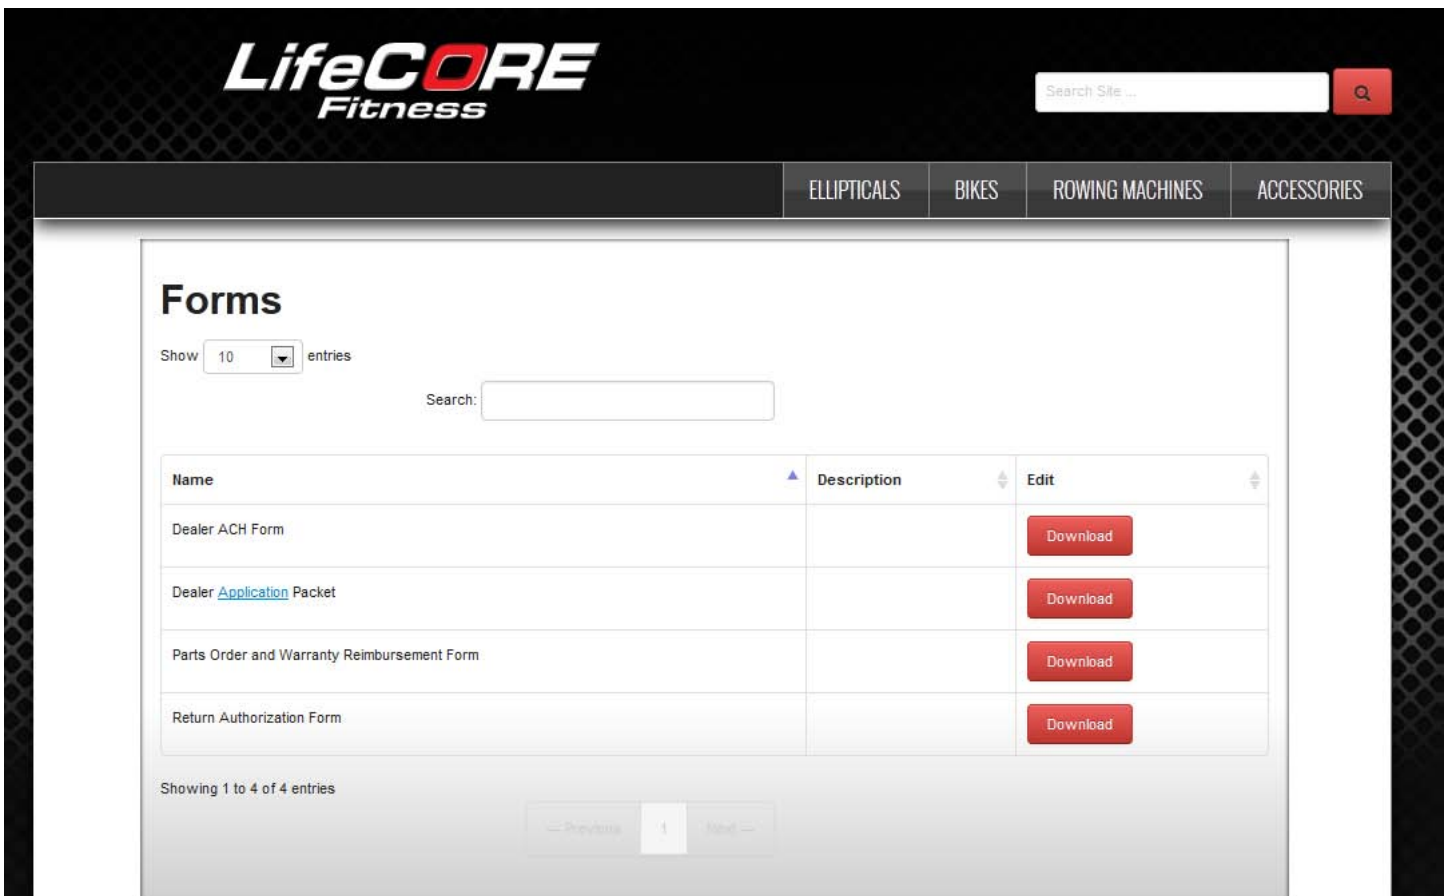 LifeCORE
Fitness
Search Site ...
ELLIPTICALS BIKES ROWING MACHINES ACCESSORIES
Forms
Show 10 entries
Search:
Name Description Edit
Dealer ACH Form Download
Dealer Application Packet Download
Parts Order and Warranty Reimbursement Form Download
Return Authorization Form Download
Showing 1 to 4 of 4 entries
— Previous 1 Next —